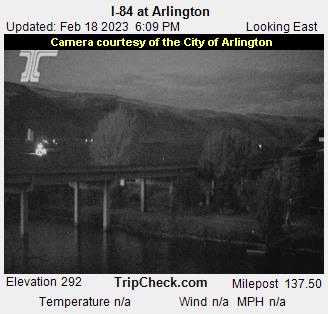 I-84 at Arlington
Updated: Feb 18 2023 6:09 PM Looking East
Camera courtesy of the City of Arlington
Elevation 292 TripCheck.com Milepost 137.50
Temperature n/a Wind n/a MPH n/a